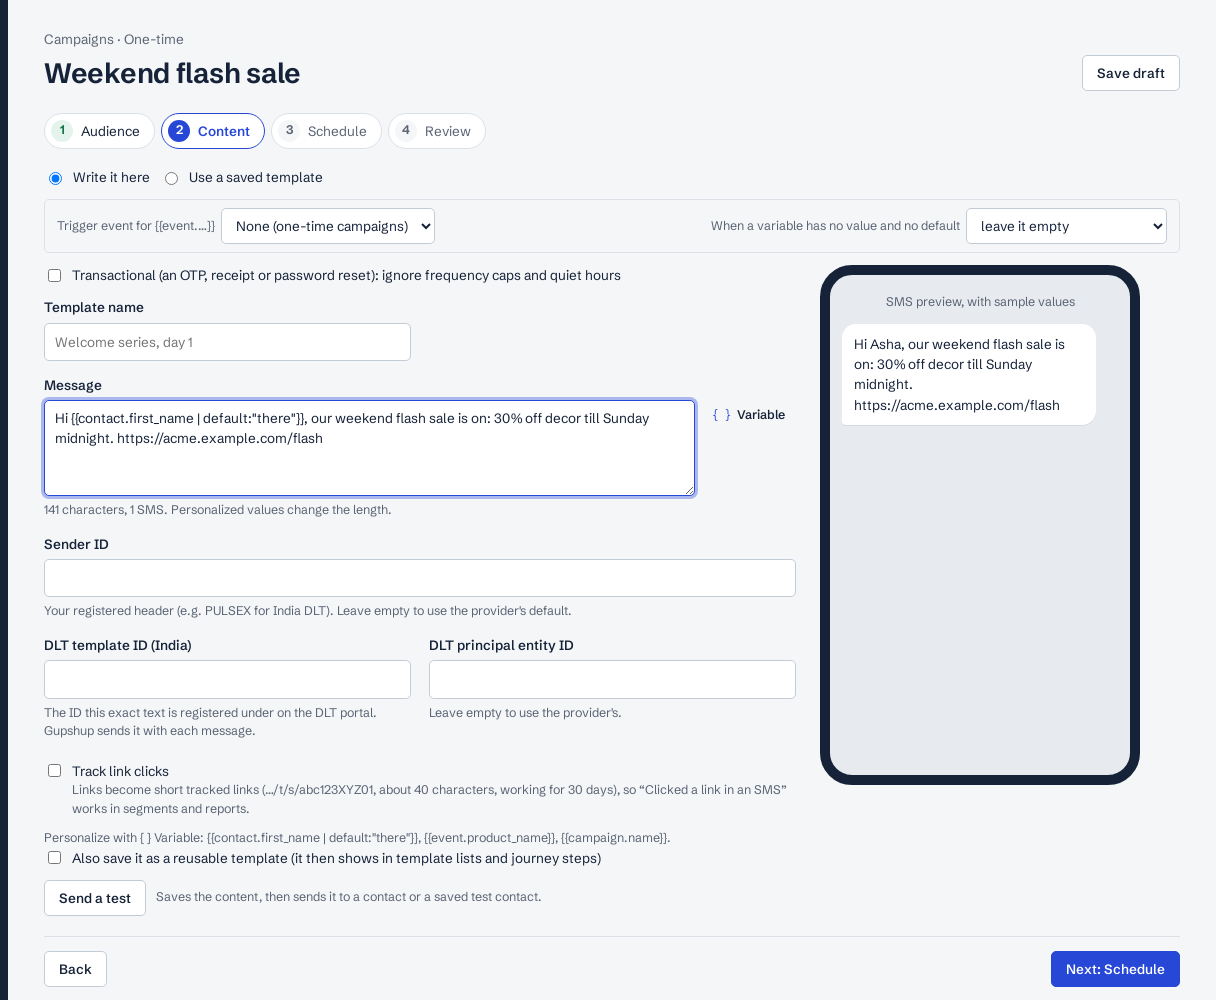 Campaigns · One-time
Weekend flash sale
Save draft
1 Audience
2 Content
3 Schedule
4 Review
Write it here
Use a saved template
Trigger event for {{event.…}}
None (one-time campaigns)
When a variable has no value and no default
leave it empty
Transactional (an OTP, receipt or password reset): ignore frequency caps and quiet hours
Template name
Welcome series, day 1
Message
Hi {{contact.first_name | default:"there"}}, our weekend flash sale is on: 30% off decor till Sunday
midnight. https://acme.example.com/flash
{ } Variable
141 characters, 1 SMS. Personalized values change the length.
Sender ID
Your registered header (e.g. PULSEX for India DLT). Leave empty to use the provider's default.
DLT template ID (India)
DLT principal entity ID
The ID this exact text is registered under on the DLT portal.
Gupshup sends it with each message.
Leave empty to use the provider's.
Track link clicks
Links become short tracked links (…/t/s/abc123XYZ01, about 40 characters, working for 30 days), so “Clicked a link in an SMS”
works in segments and reports.
Personalize with { } Variable: {{contact.first_name | default:"there"}}, {{event.product_name}}, {{campaign.name}}.
Also save it as a reusable template (it then shows in template lists and journey steps)
Send a test
Saves the content, then sends it to a contact or a saved test contact.
Back
Next: Schedule
SMS preview, with sample values
Hi Asha, our weekend flash sale is
on: 30% off decor till Sunday
midnight.
https://acme.example.com/flash